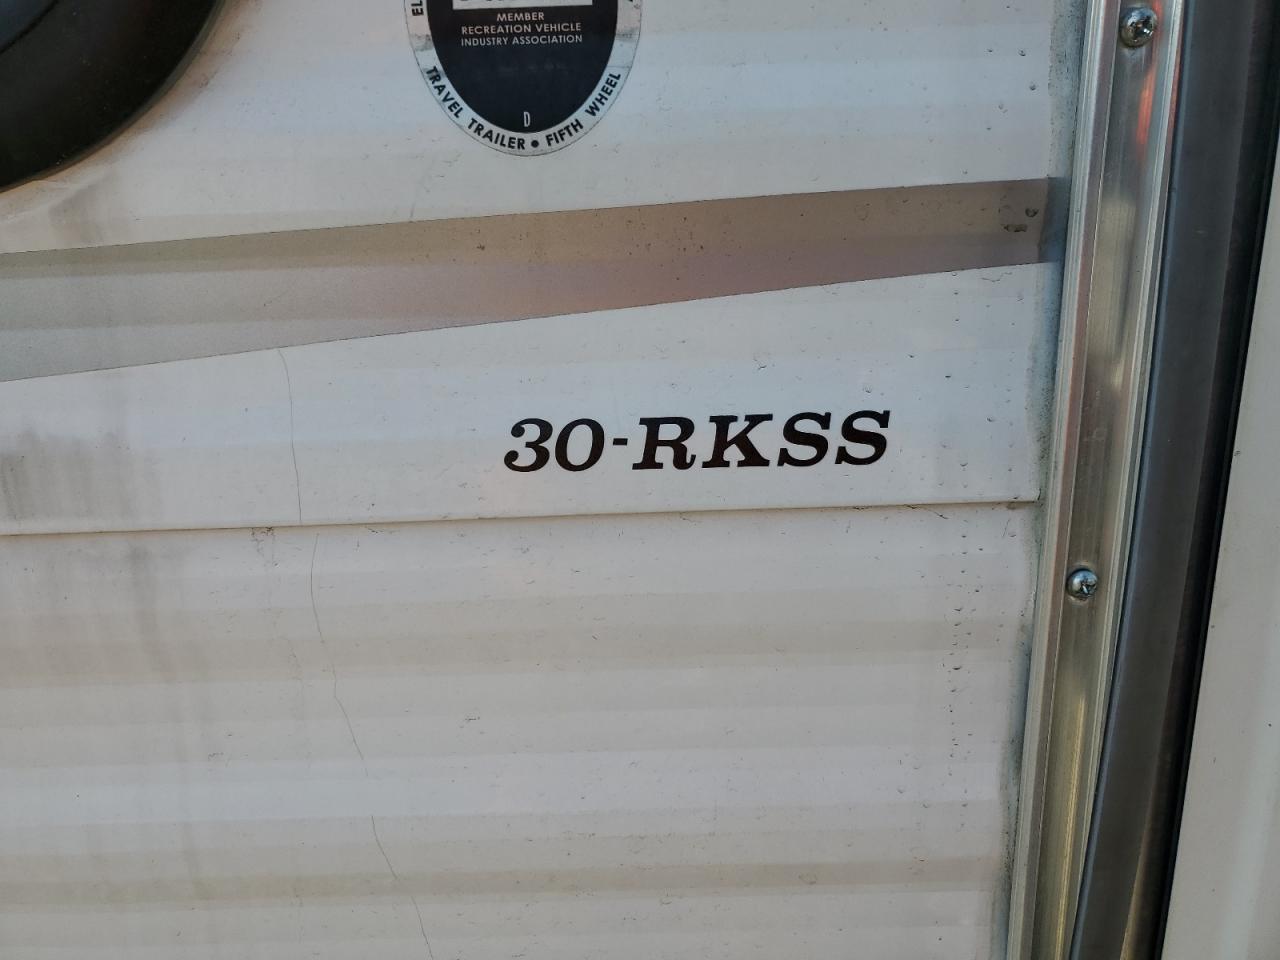 MEMBER
RECREATION VEHICLE
INDUSTRY ASSOCIATION
TRAVEL TRAILER • FIFTH WHEEL
D
30-RKSS